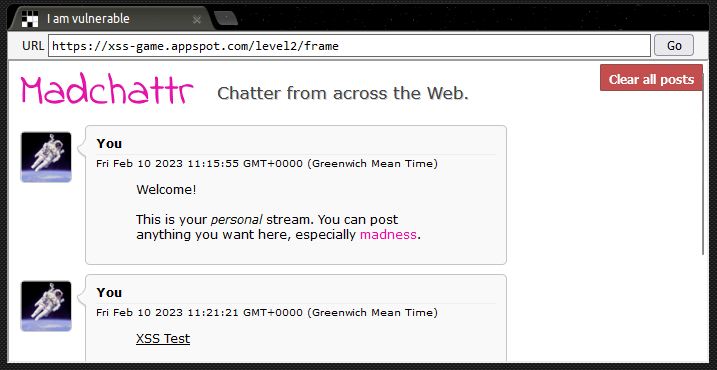 I am vulnerable
URL https://xss-game.appspot.com/level2/frame Go
Madchattr Chatter from across the Web. Clear all posts
You
Fri Feb 10 2023 11:15:55 GMT+0000 (Greenwich Mean Time)
Welcome!
This is your personal stream. You can post
anything you want here, especially madness.
You
Fri Feb 10 2023 11:21:21 GMT+0000 (Greenwich Mean Time)
XSS Test